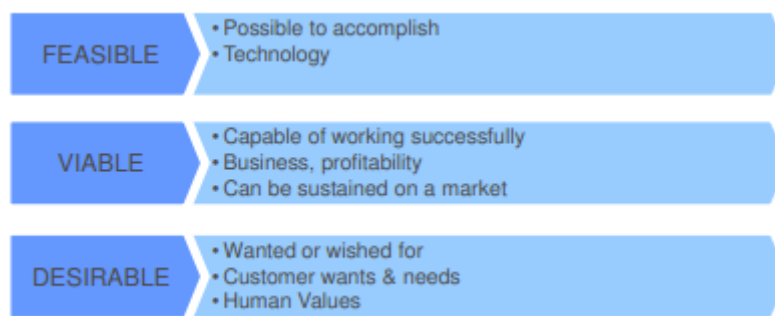 FEASIBLE
• Possible to accomplish
• Technology
VIABLE
• Capable of working successfully
• Business, profitability
• Can be sustained on a market
DESIRABLE
• Wanted or wished for
• Customer wants & needs
• Human Values